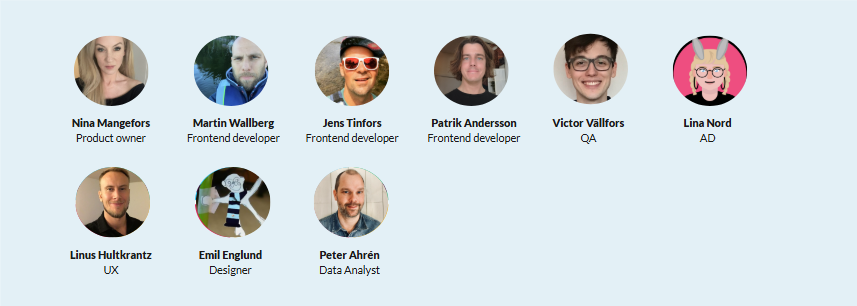 Nina Mangefors
Product owner
Martin Wallberg
Frontend developer
Jens Tinfors
Frontend developer
Patrik Andersson
Frontend developer
Victor Vällfors
QA
Lina Nord
AD
Linus Hultkrantz
UX
Emil Englund
Designer
Peter Ahrén
Data Analyst